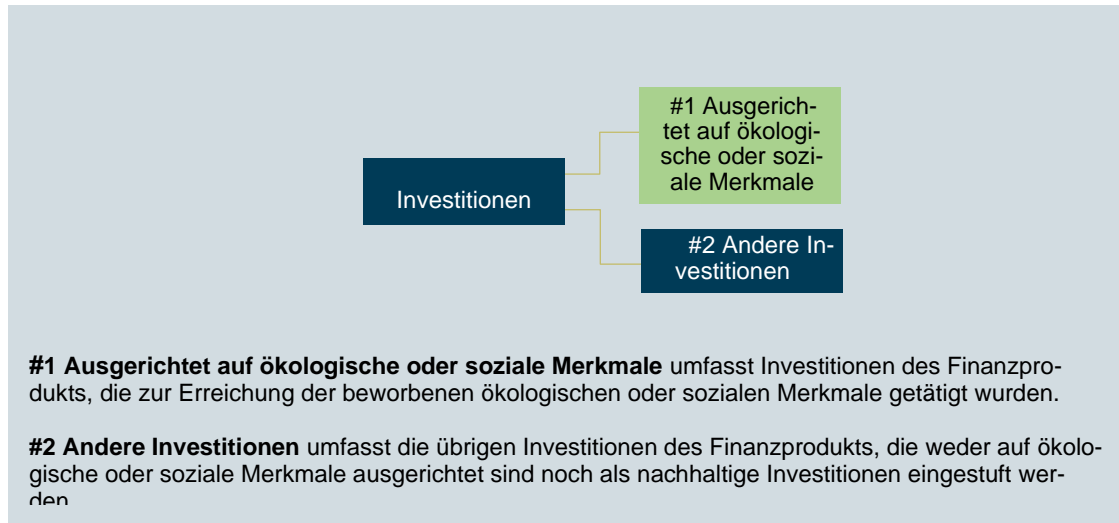 #1 Ausgerich-
tet auf ökologi-
sche oder sozi-
ale Merkmale
Investitionen
#2 Andere In-
vestitionen
#1 Ausgerichtet auf ökologische oder soziale Merkmale umfasst Investitionen des Finanzpro-
dukts, die zur Erreichung der beworbenen ökologischen oder sozialen Merkmale getätigt wurden.
#2 Andere Investitionen umfasst die übrigen Investitionen des Finanzprodukts, die weder auf ökolo-
gische oder soziale Merkmale ausgerichtet sind noch als nachhaltige Investitionen eingestuft wer-
den